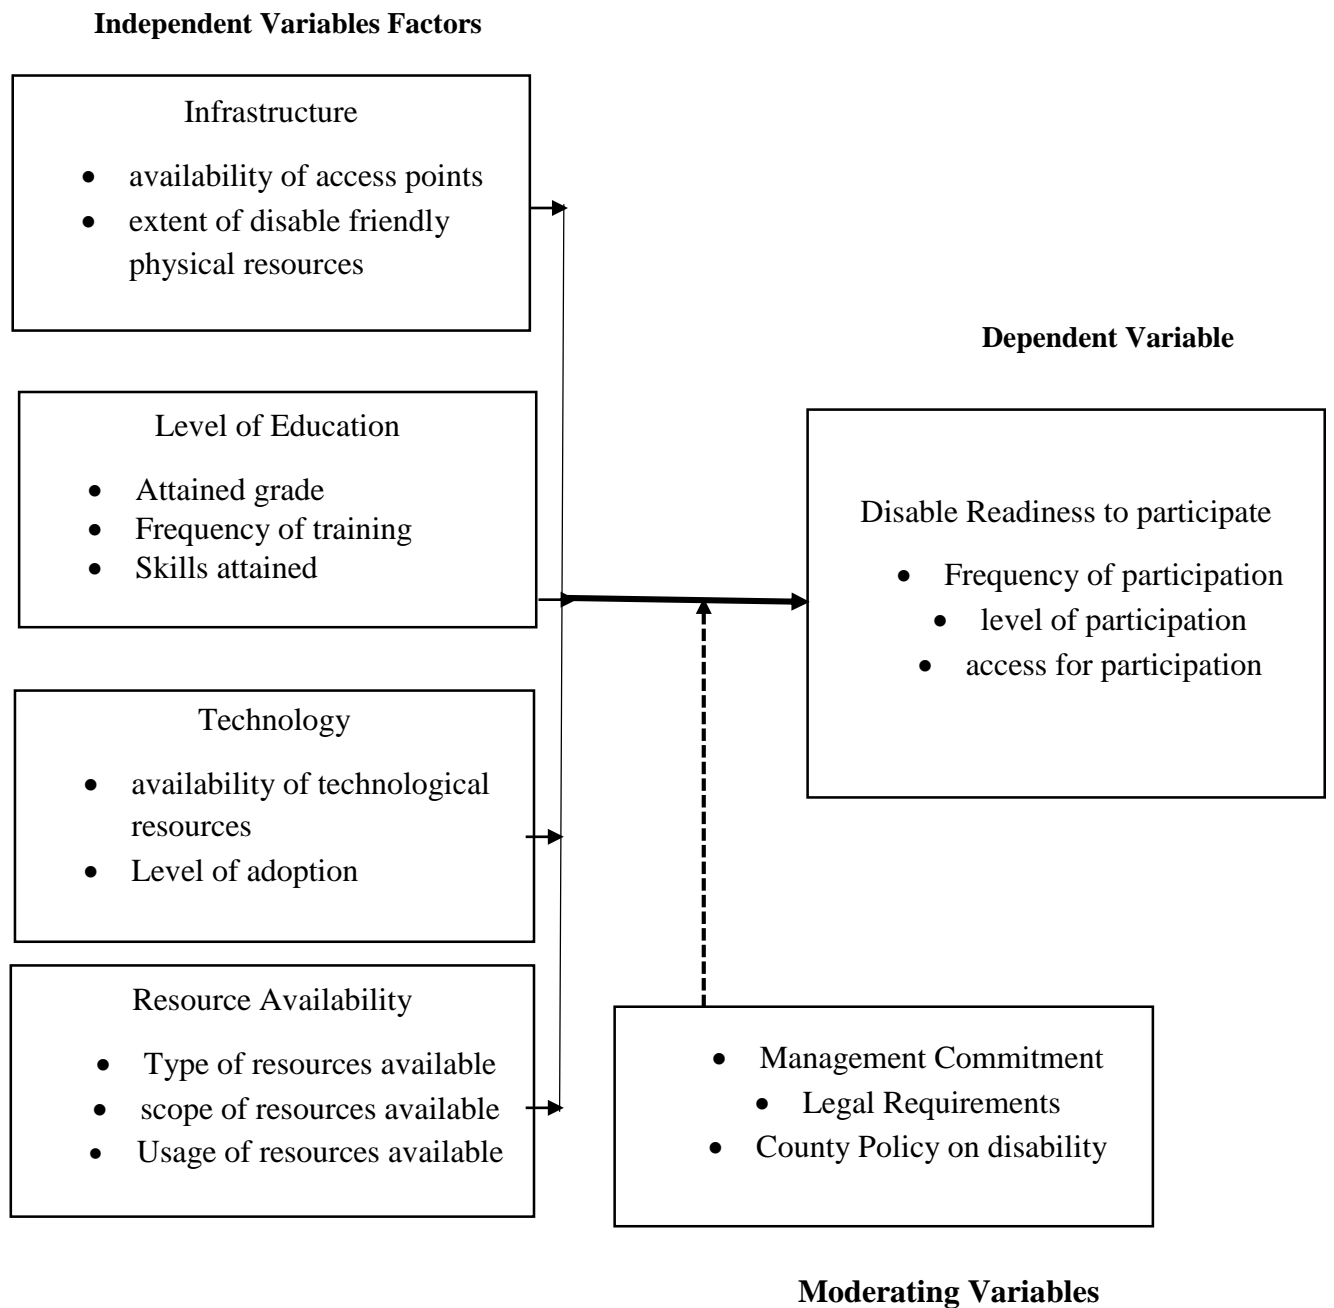 Independent Variables Factors
Infrastructure
• availability of access points
• extent of disable friendly
physical resources
Level of Education
• Attained grade
• Frequency of training
• Skills attained
Technology
• availability of technological
resources
• Level of adoption
Resource Availability
• Type of resources available
• scope of resources available
• Usage of resources available
Dependent Variable
Disable Readiness to participate
• Frequency of participation
• level of participation
• access for participation
• Management Commitment
• Legal Requirements
• County Policy on disability
Moderating Variables